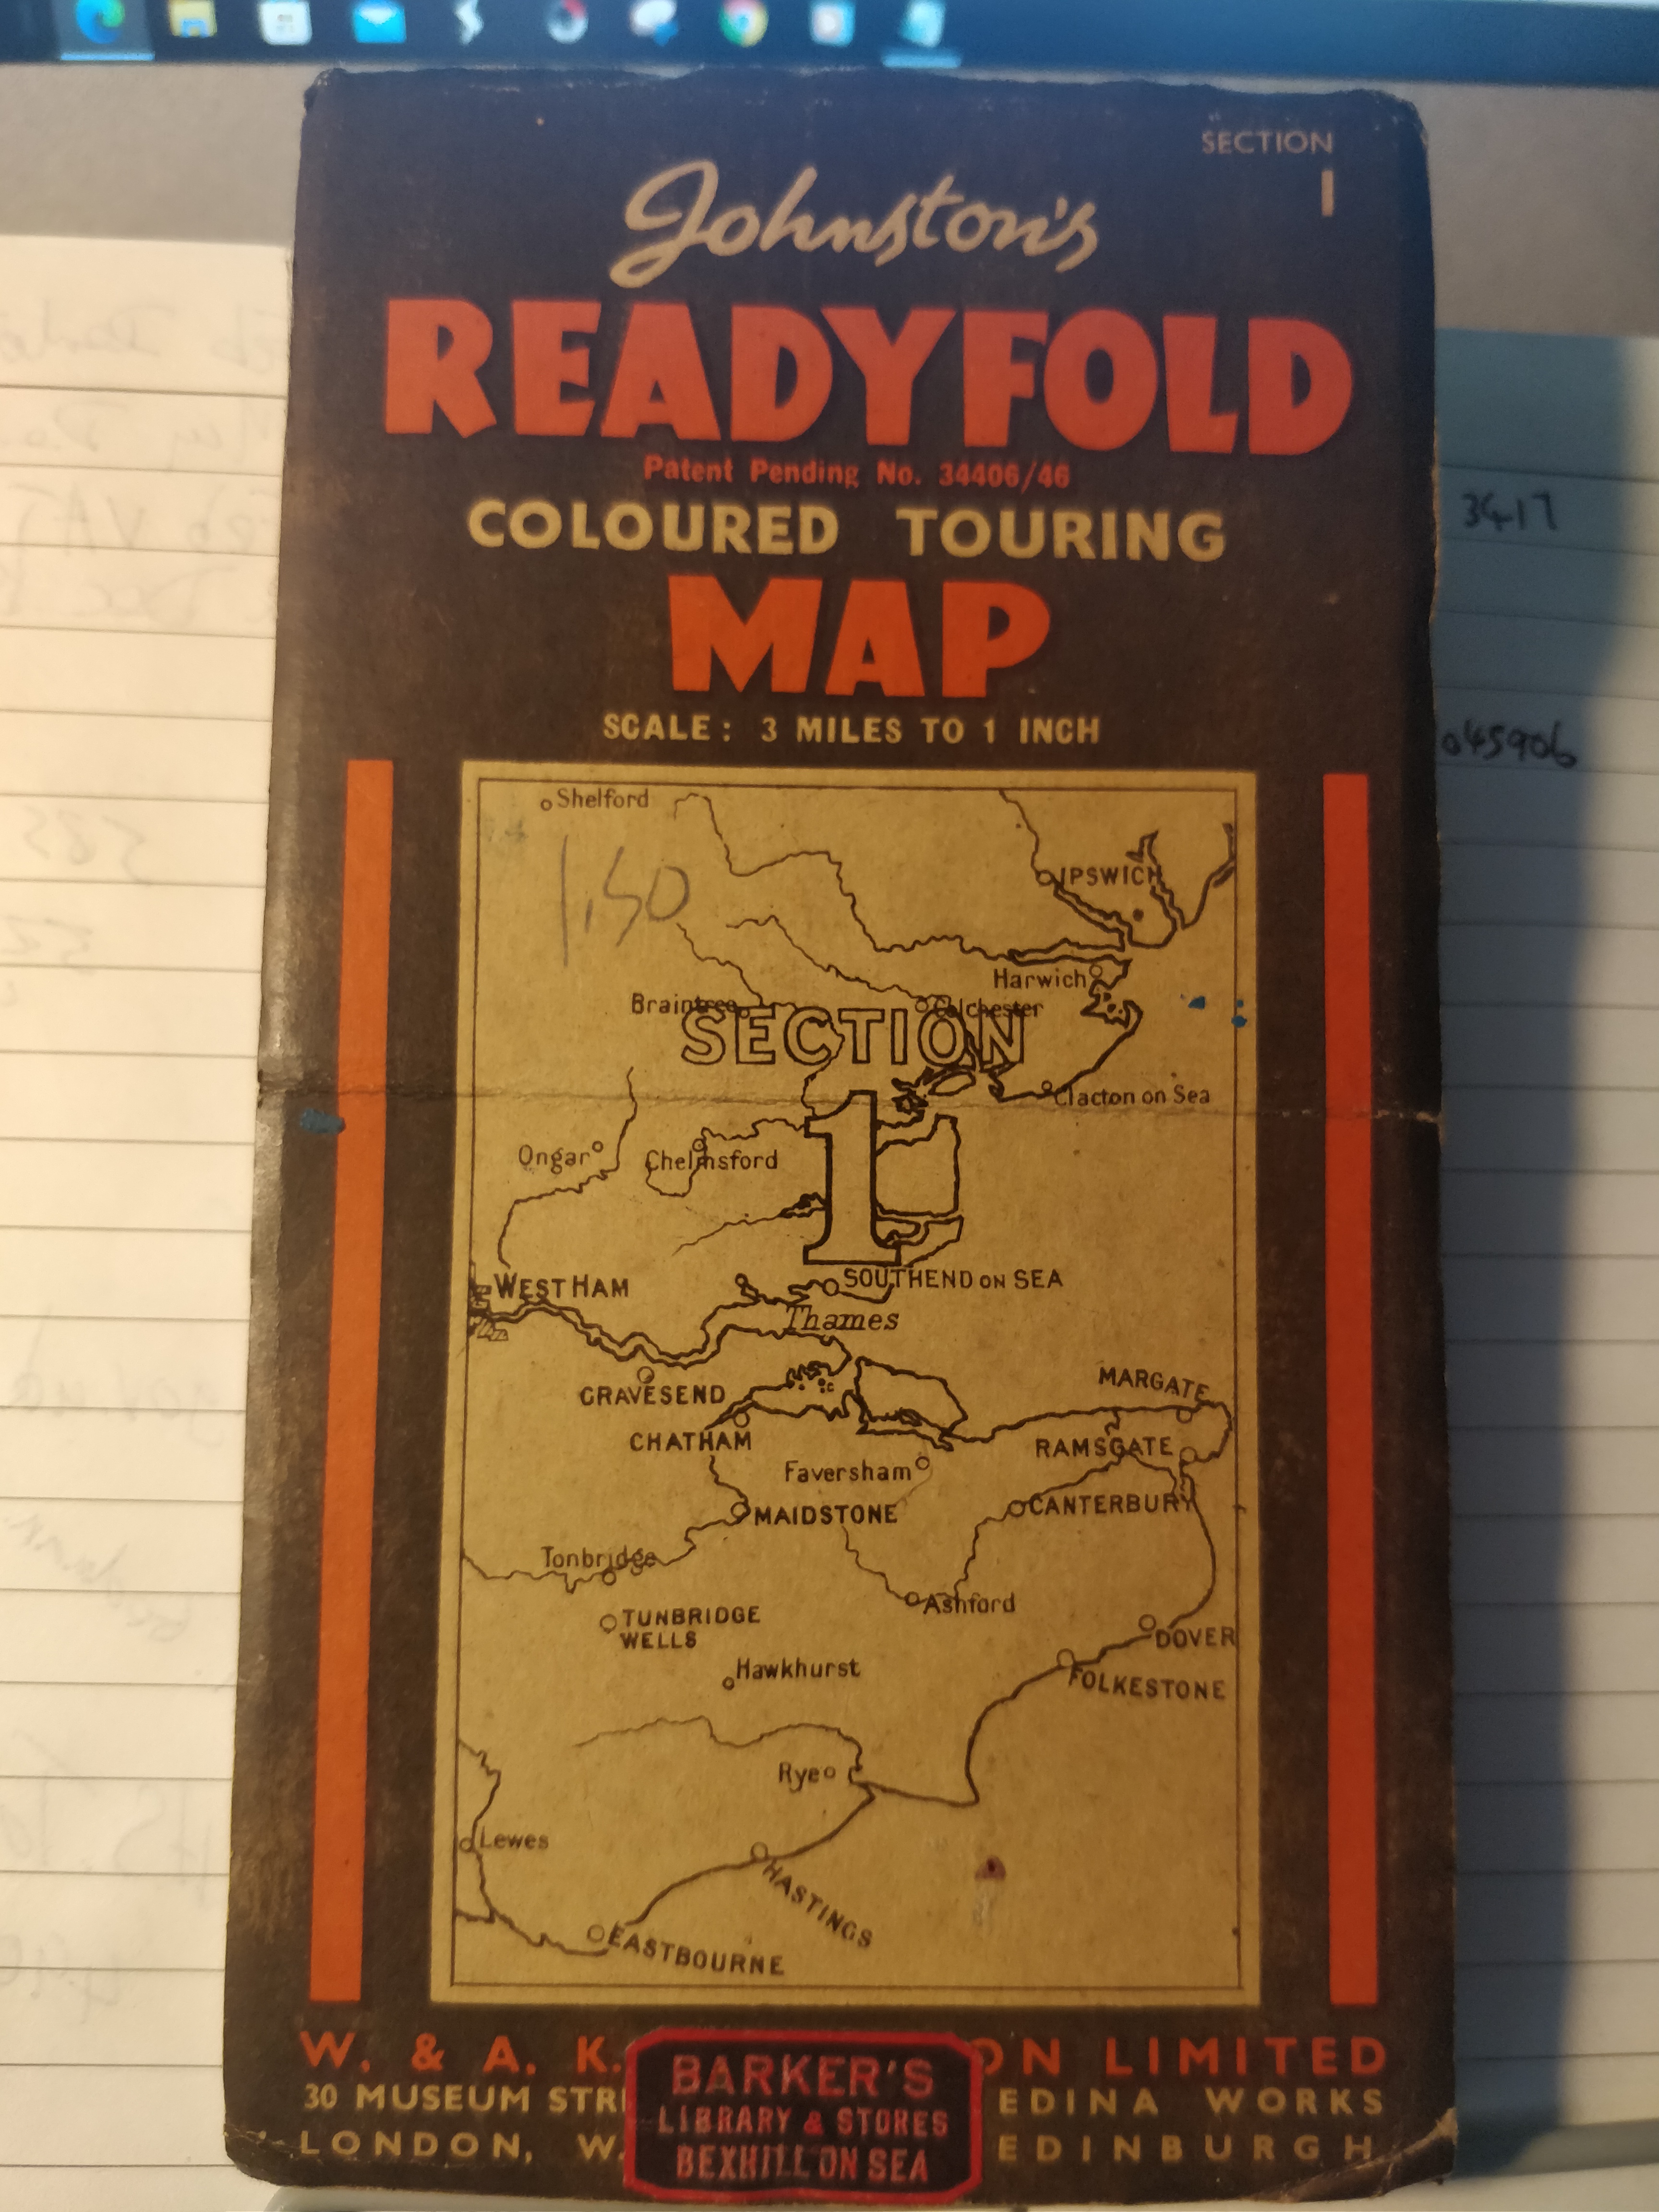 SECTION
1
Johnston's
READYFOLD
Patent Pending No. 34406/46
COLOURED TOURING
MAP
SCALE: 3 MILES TO 1 INCH
3417
045906
Shelford
1.50
IPSWICH
Harwich
Braintree
Colchester
SECTION
1
Clacton on Sea
Ongar
Chelmsford
WEST HAM
SOUTHEND ON SEA
Thames
GRAVESEND
MARGATE
CHATHAM
RAMSGATE
Faversham
MAIDSTONE
CANTERBURY
Tonbridge
Ashford
TUNBRIDGE
WELLS
DOVER
Hawkhurst
FOLKESTONE
Rye
Lewes
HASTINGS
EASTBOURNE
W. & A. K. ON LIMITED
30 MUSEUM STR EDINA WORKS
LONDON, W. EDINBURGH
BARKER'S
LIBRARY & STORES
BEXHILL ON SEA